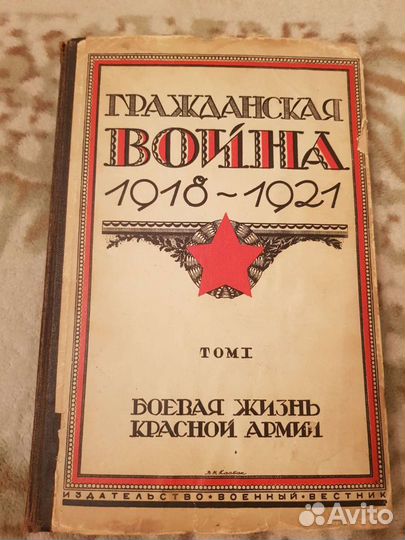 ГРАЖДАНСКАЯ
ВОЙНА
1918~1921
ТОМ I
БОЕВАЯ ЖИЗНЬ
КРАСНОЙ АРМИИ
ИЗДАТЕЛЬСТВО • ВОЕННЫЙ • ВЕСТНИК
Avito